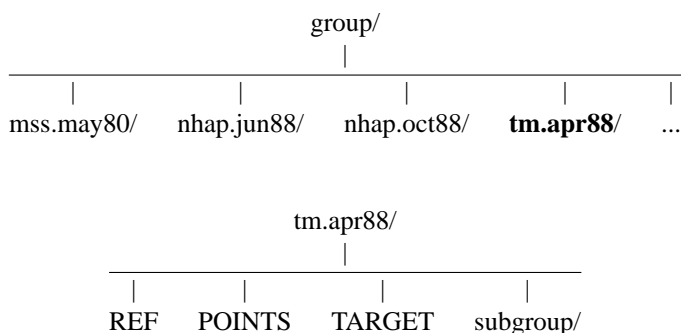 group/
mss.may80/ nhap.jun88/ nhap.oct88/ tm.apr88/ ...
tm.apr88/
REF POINTS TARGET subgroup/